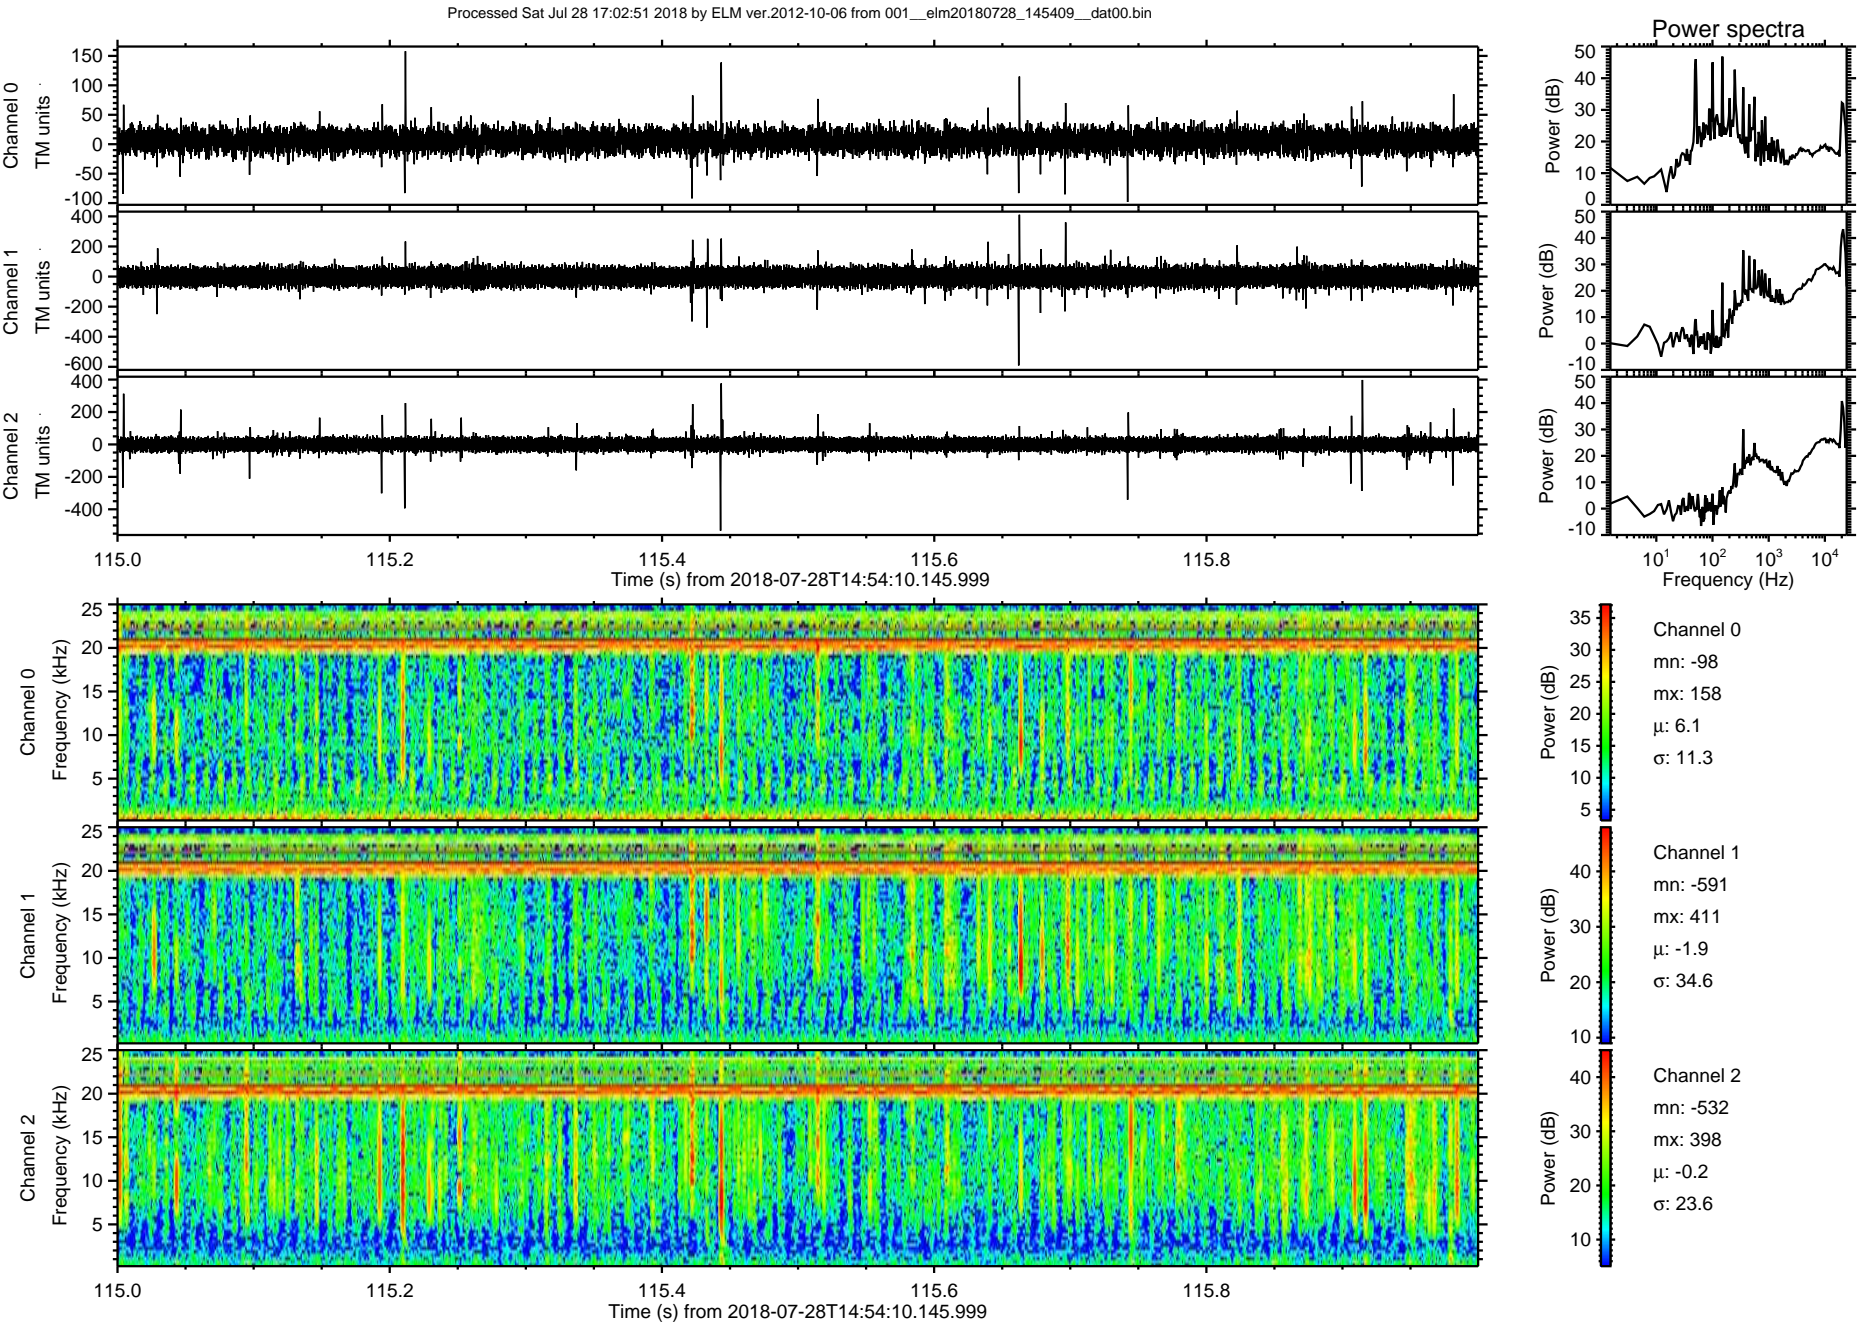 Processed Sat Jul 28 17:02:51 2018 by ELM ver.2012-10-06 from 001__elm20180728_145409__dat00.bin
Power spectra
Channel 0
TM units
150
100
50
0
-50
-100
Power (dB)
50
40
30
20
10
0
Channel 1
TM units
400
200
0
-200
-400
-600
Power (dB)
50
40
30
20
10
0
-10
Channel 2
TM units
400
200
0
-200
-400
Power (dB)
50
40
30
20
10
0
-10
115.0 115.2 115.4 115.6 115.8
Time (s) from 2018-07-28T14:54:10.145.999
10^1 10^2 10^3 10^4
Frequency (Hz)
Channel 0
Frequency (kHz)
25
20
15
10
5
Power (dB)
35
30
25
20
15
10
5
Channel 0
mn: -98
mx: 158
μ: 6.1
σ: 11.3
Channel 1
Frequency (kHz)
25
20
15
10
5
Power (dB)
40
30
20
10
Channel 1
mn: -591
mx: 411
μ: -1.9
σ: 34.6
Channel 2
Frequency (kHz)
25
20
15
10
5
Power (dB)
40
30
20
10
Channel 2
mn: -532
mx: 398
μ: -0.2
σ: 23.6
115.0 115.2 115.4 115.6 115.8
Time (s) from 2018-07-28T14:54:10.145.999